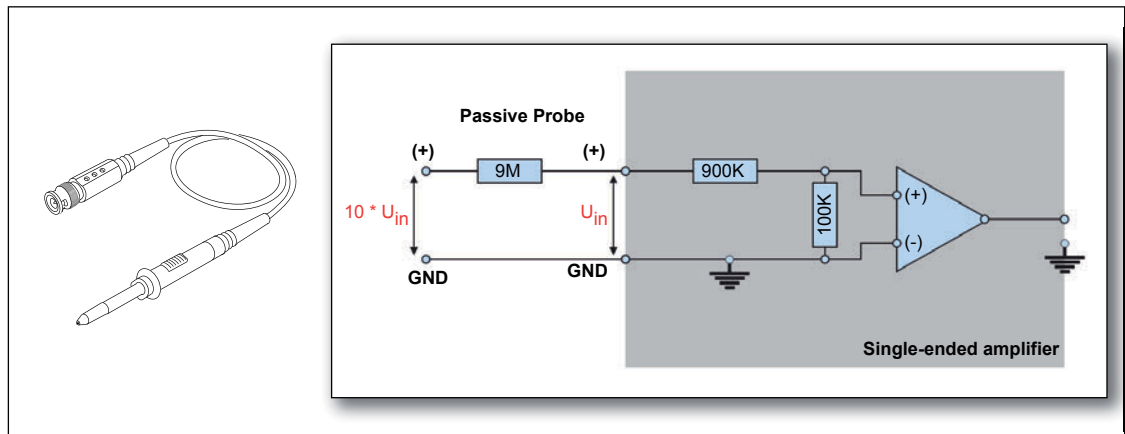 Passive Probe
(+)
(+)
9M
900K
100K
10 * Uin
Uin
(+)
(-)
GND
GND
Single-ended amplifier